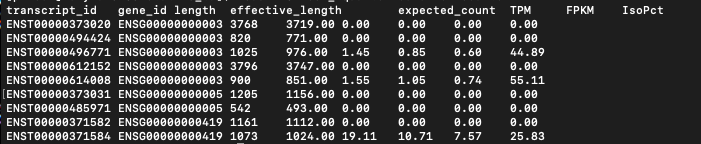 transcript_id gene_id length effective_length expected_count TPM FPKM IsoPct
ENST00000373020 ENSG00000000003 3768 3719.00 0.00 0.00 0.00 0.00
ENST00000494424 ENSG00000000003 820 771.00 0.00 0.00 0.00 0.00
ENST00000496771 ENSG00000000003 1025 976.00 1.45 0.85 0.60 44.89
ENST00000612152 ENSG00000000003 3796 3747.00 0.00 0.00 0.00 0.00
ENST00000614008 ENSG00000000003 900 851.00 1.55 1.05 0.74 55.11
ENST00000373031 ENSG00000000005 1205 1156.00 0.00 0.00 0.00 0.00
ENST00000485971 ENSG00000000005 542 493.00 0.00 0.00 0.00 0.00
ENST00000371582 ENSG00000000419 1161 1112.00 0.00 0.00 0.00 0.00
ENST00000371584 ENSG00000000419 1073 1024.00 19.11 10.71 7.57 25.83